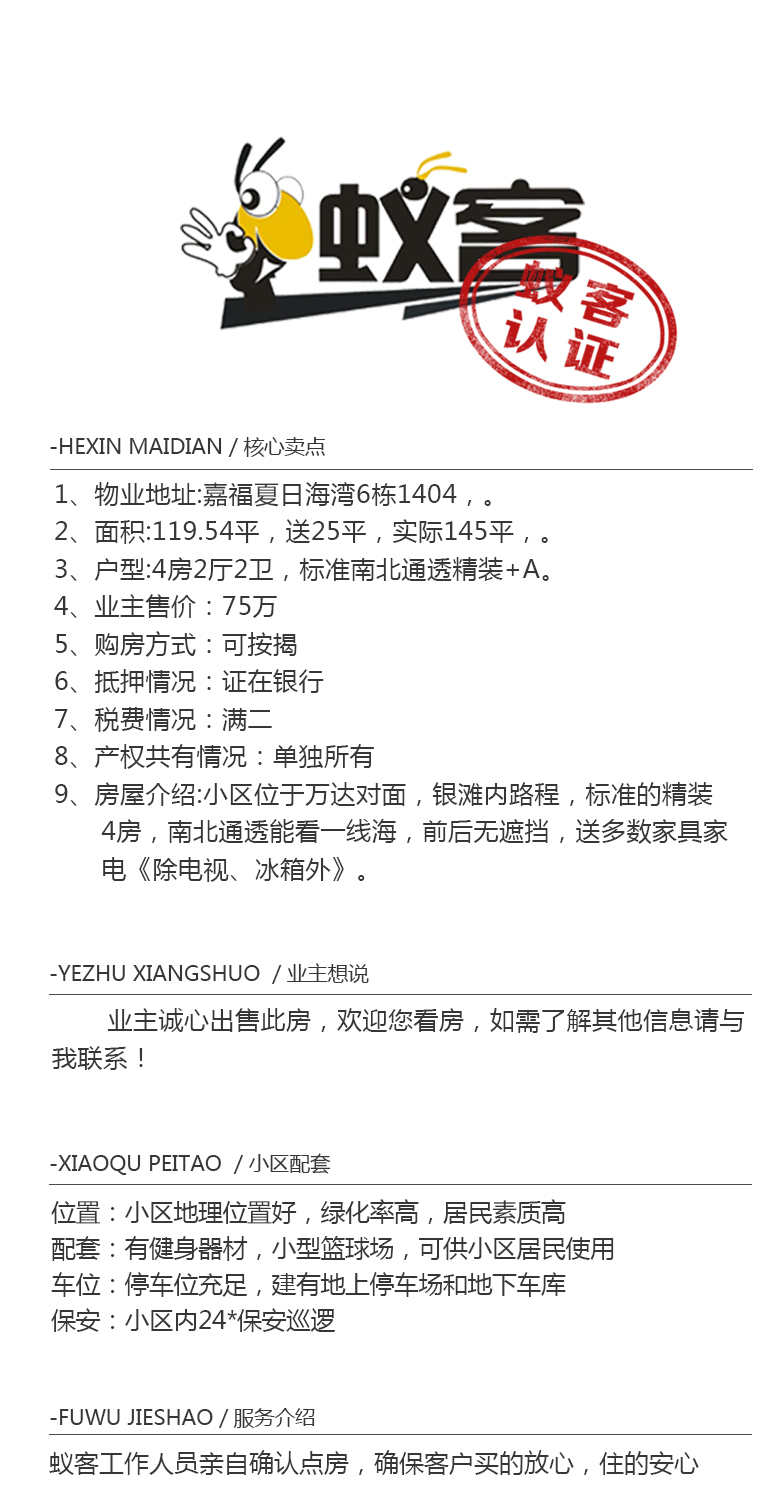 蚁客
蚁客
认证
-HEXIN MAIDIAN / 核心卖点
1、物业地址:嘉福夏日海湾6栋1404，。
2、面积:119.54平，送25平，实际145平，。
3、户型:4房2厅2卫，标准南北通透精装+A。
4、业主售价：75万
5、购房方式：可按揭
6、抵押情况：证在银行
7、税费情况：满二
8、产权共有情况：单独所有
9、房屋介绍:小区位于万达对面，银滩内路程，标准的精装
4房，南北通透能看一线海，前后无遮挡，送多数家具家
电《除电视、冰箱外》。
-YEZHU XIANGSHUO / 业主想说
业主诚心出售此房，欢迎您看房，如需了解其他信息请与
我联系！
-XIAOQU PEITAO / 小区配套
位置：小区地理位置好，绿化率高，居民素质高
配套：有健身器材，小型篮球场，可供小区居民使用
车位：停车位充足，建有地上停车场和地下车库
保安：小区内24*保安巡逻
-FUWU JIESHAO / 服务介绍
蚁客工作人员亲自确认点房，确保客户买的放心，住的安心